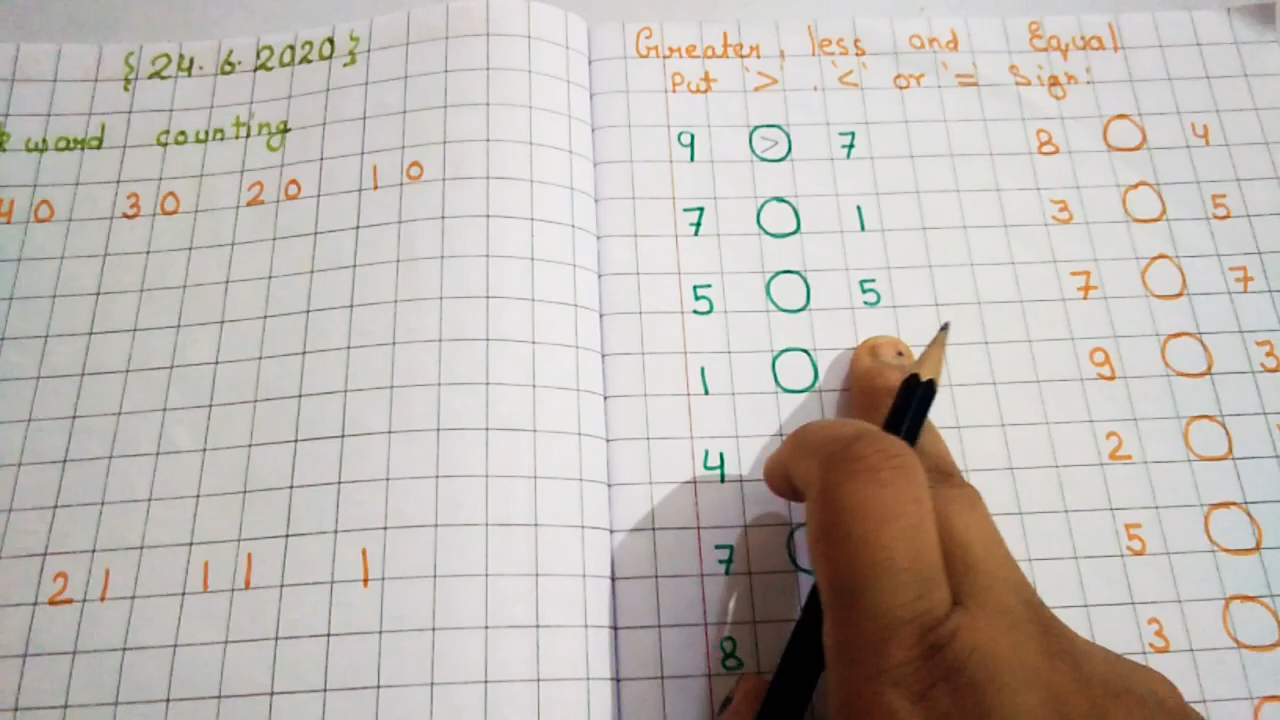 {24.6.2020}
ward counting
40 30 20 10
21 11 1
Greater, less and Equal
Put '>', '<' or '=' Sign:
9 > 7 8 4
7 1 3 5
5 5 7 7
1 9 3
4 2
7 5
8 3